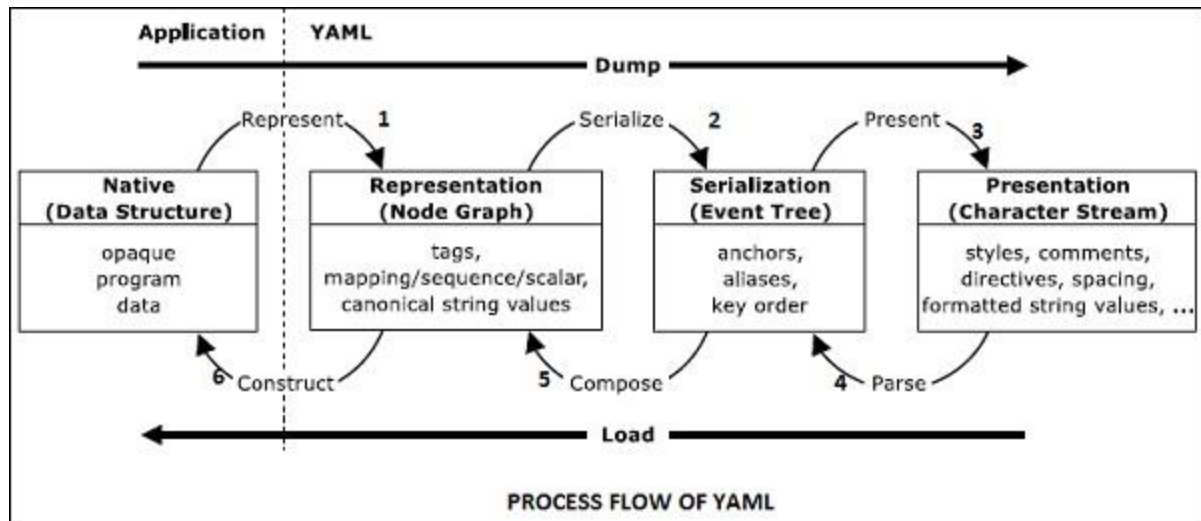 Application YAML
Dump
Represent 1 Serialize 2 Present 3
Native Representation Serialization Presentation
(Data Structure) (Node Graph) (Event Tree) (Character Stream)
opaque tags, anchors, styles, comments,
program mapping/sequence/scalar, aliases, directives, spacing,
data canonical string values key order formatted string values, ...
6 Construct 5 Compose 4 Parse
Load
PROCESS FLOW OF YAML